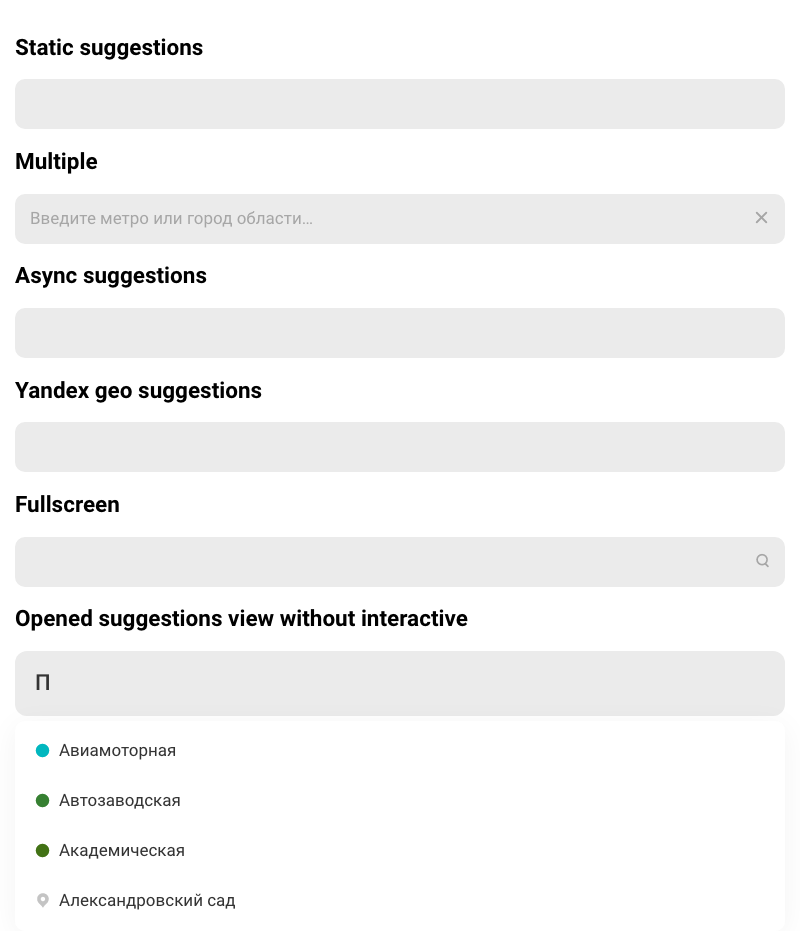 Static suggestions
Multiple
Введите метро или город области...
Async suggestions
Yandex geo suggestions
Fullscreen
Opened suggestions view without interactive
П
Авиамоторная
Автозаводская
Академическая
Александровский сад